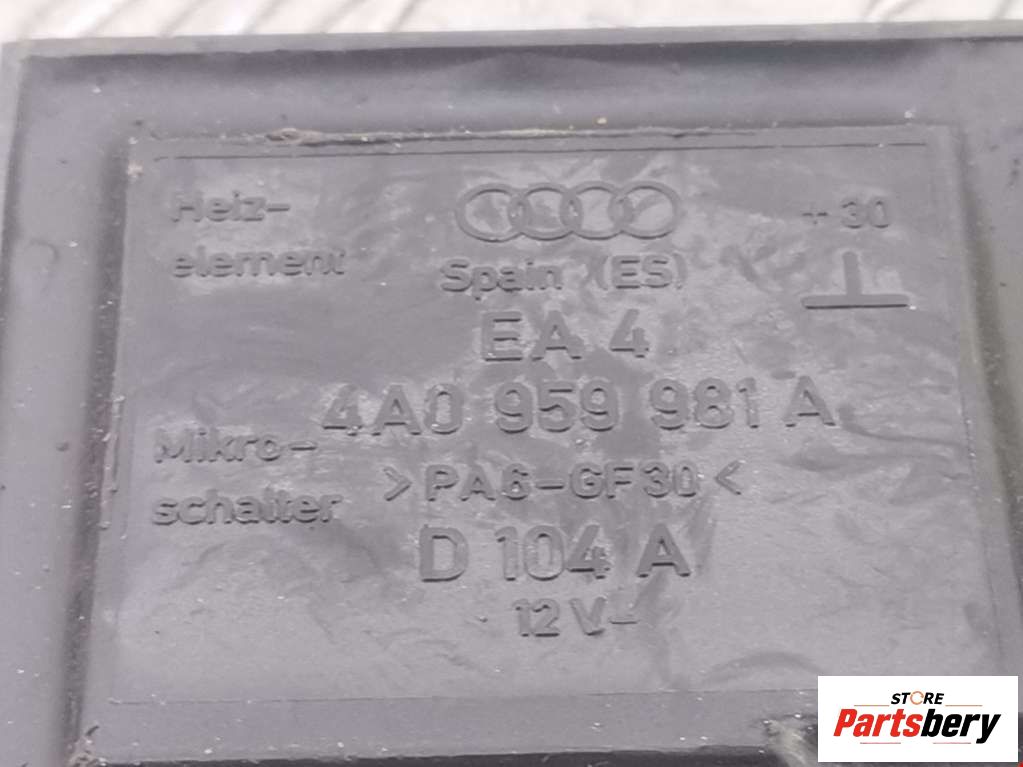 Heiz-
element
+ 30
Spain (ES)
EA 4
4A0 959 981 A
Mikro-
schalter
>PA6-GF30<
D 104 A
12 V-
STORE
Partsbery